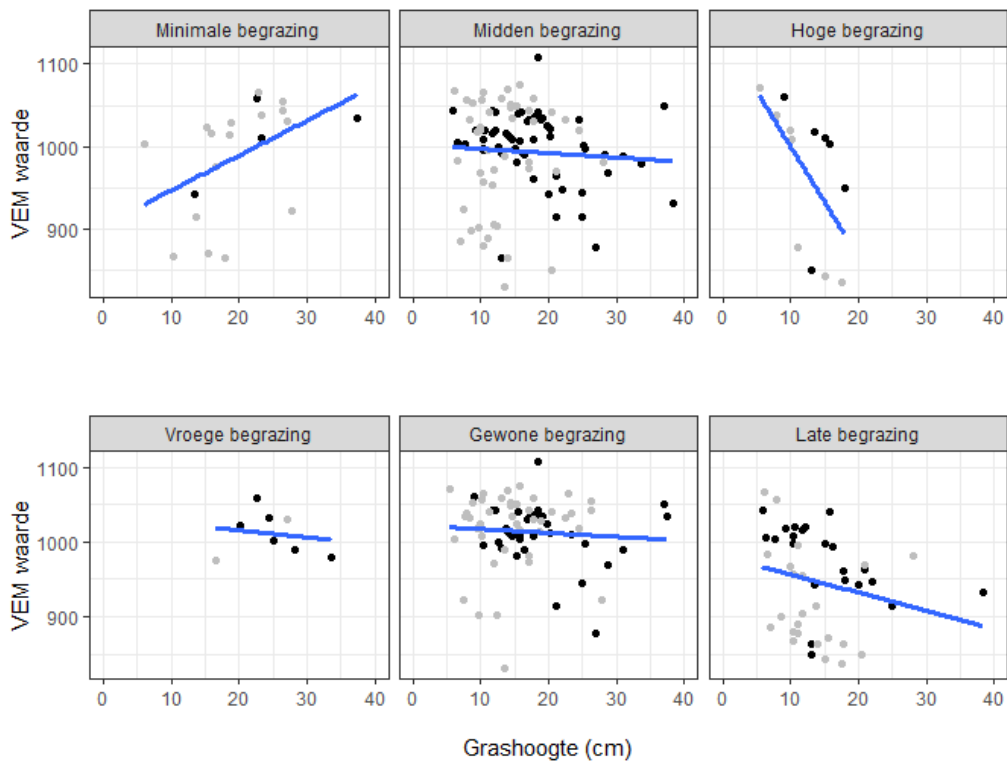 Minimale begrazing Midden begrazing Hoge begrazing
1100
1000
900
VEM waarde
0 10 20 30 40 0 10 20 30 40 0 10 20 30 40
Vroege begrazing Gewone begrazing Late begrazing
1100
1000
900
VEM waarde
0 10 20 30 40 0 10 20 30 40 0 10 20 30 40
Grashoogte (cm)